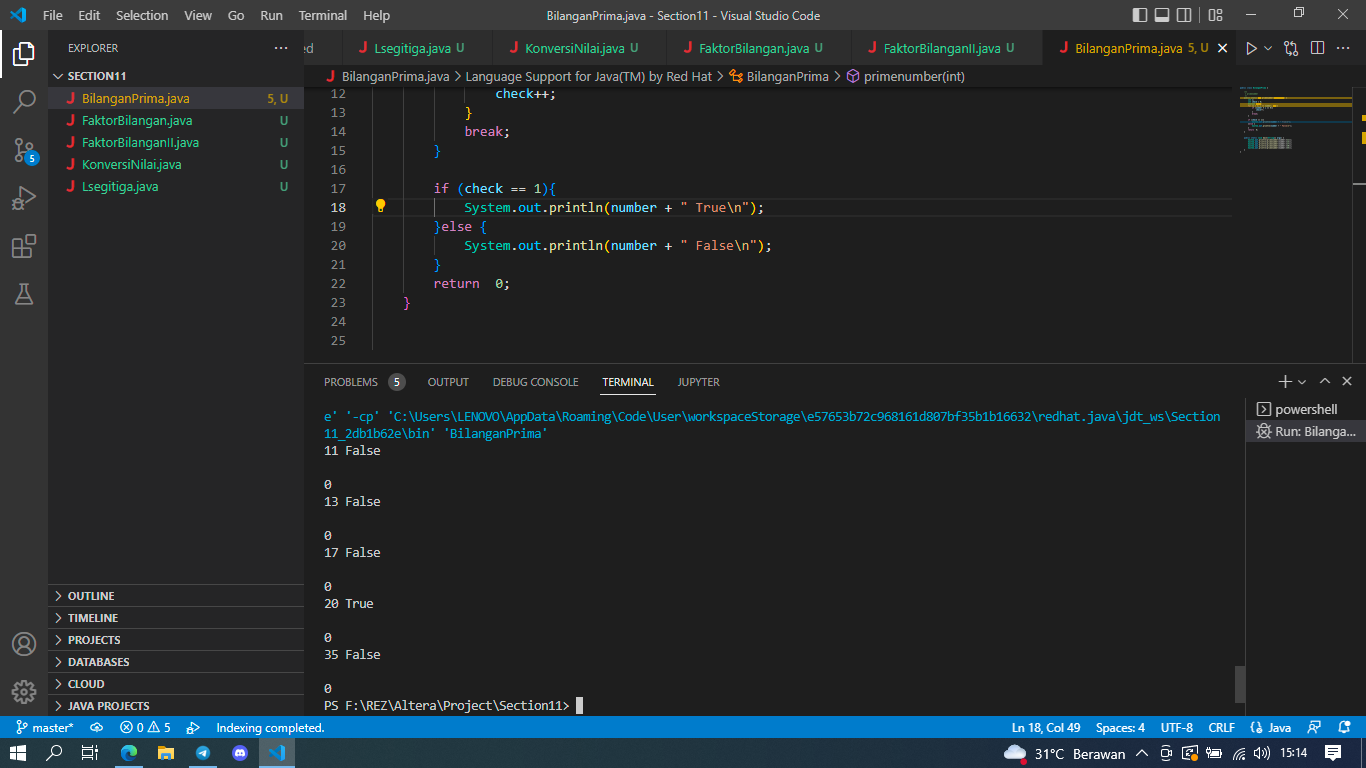 File Edit Selection View Go Run Terminal Help BilanganPrima.java - Section11 - Visual Studio Code
EXPLORER
SECTION11
BilanganPrima.java 5, U
FaktorBilangan.java U
FaktorBilanganII.java U
KonversiNilai.java U
Lsegitiga.java U
OUTLINE
TIMELINE
PROJECTS
DATABASES
CLOUD
JAVA PROJECTS
5
ed Lsegitiga.java U KonversiNilai.java U FaktorBilangan.java U FaktorBilanganII.java U BilanganPrima.java 5, U
BilanganPrima.java > Language Support for Java(TM) by Red Hat > BilanganPrima > primenumber(int)
12 check++;
13 }
14 break;
15 }
16
17 if (check == 1){
18 System.out.println(number + " True\n");
19 }else {
20 System.out.println(number + " False\n");
21 }
22 return  0;
23 }
24
25
PROBLEMS 5 OUTPUT DEBUG CONSOLE TERMINAL JUPYTER
e' '-cp' 'C:\Users\LENOVO\AppData\Roaming\Code\User\workspaceStorage\e57653b72c968161d807bf35b1b16632\redhat.java\jdt_ws\Section
11_2db1b62e\bin' 'BilanganPrima'
11 False
0
13 False
0
17 False
0
20 True
0
35 False
0
PS F:\REZ\Altera\Project\Section11>
powershell
Run: Bilanga...
master* 0 5 Indexing completed. Ln 18, Col 49 Spaces: 4 UTF-8 CRLF {} Java
31°C Berawan 15:14